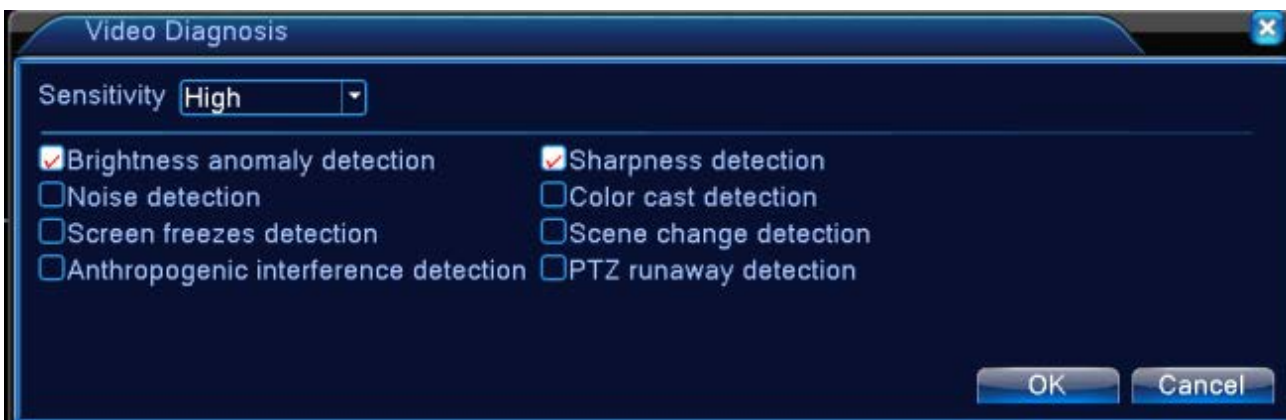 Video Diagnosis
Sensitivity High
Brightness anomaly detection Sharpness detection
Noise detection Color cast detection
Screen freezes detection Scene change detection
Anthropogenic interference detection PTZ runaway detection
OK Cancel